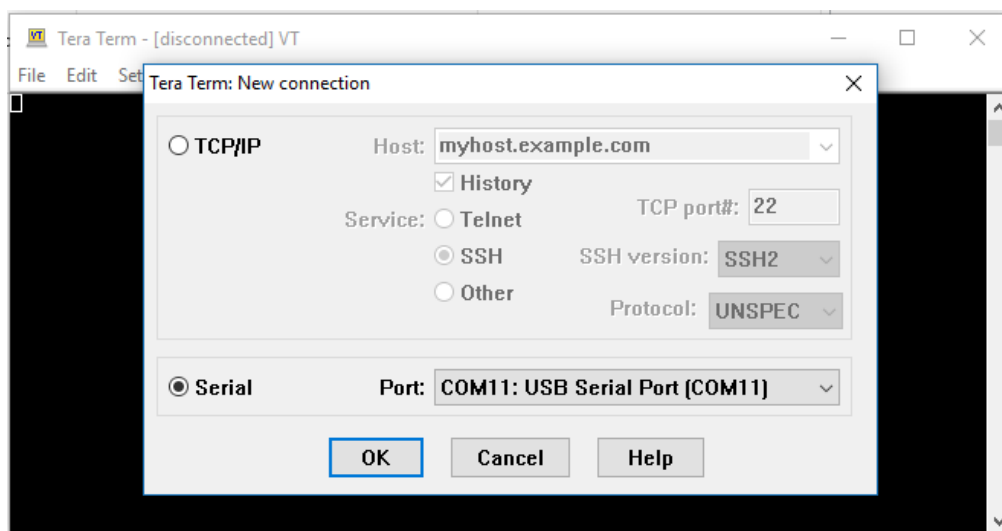 VT Tera Term - [disconnected] VT
File Edit Set
Tera Term: New connection
TCP/IP
Host: myhost.example.com
History
Service: Telnet
TCP port#: 22
SSH
SSH version: SSH2
Other
Protocol: UNSPEC
Serial
Port: COM11: USB Serial Port (COM11)
OK Cancel Help